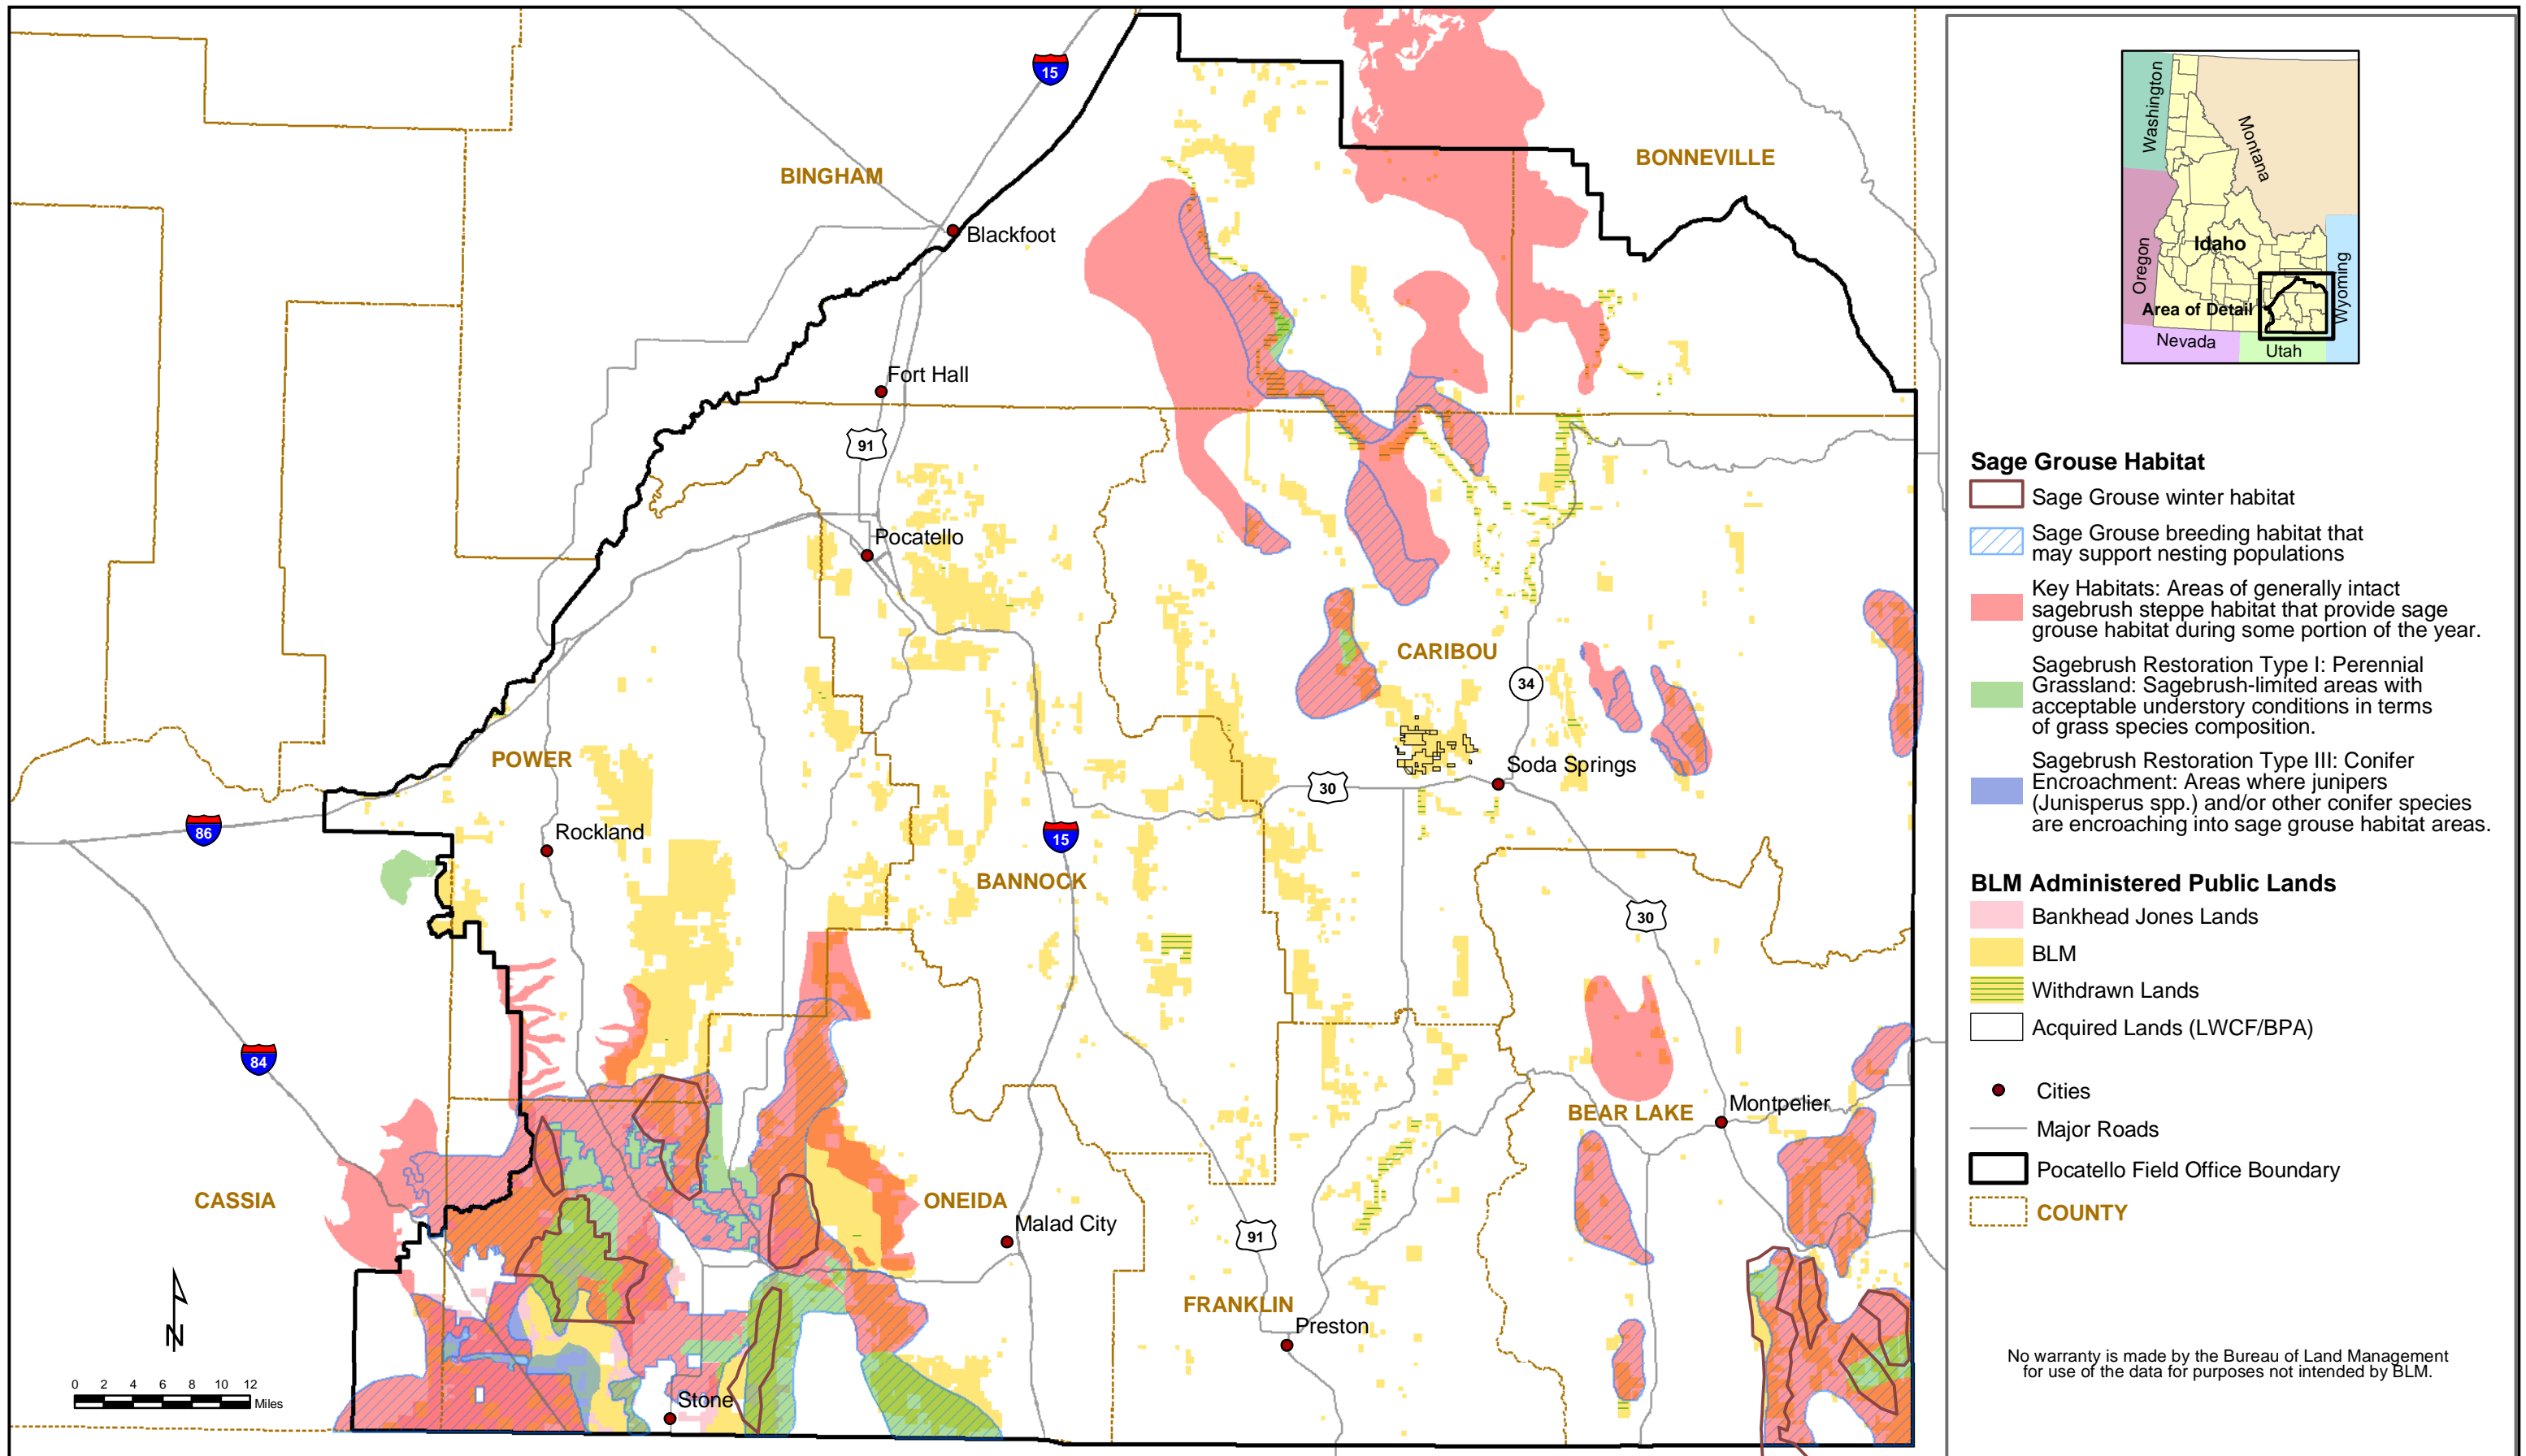 15
BINGHAM
BONNEVILLE
Blackfoot
Fort Hall
91
Pocatello
CARIBOU
34
POWER
Soda Springs
30
86
Rockland
15
BANNOCK
30
84
BEAR LAKE
Montpelier
CASSIA
ONEIDA
Malad City
91
FRANKLIN
Preston
Stone
N
0 2 4 6 8 10 12
Miles
Washington
Montana
Oregon
Idaho
Wyoming
Area of Detail
Nevada
Utah
Sage Grouse Habitat
Sage Grouse winter habitat
Sage Grouse breeding habitat that
may support nesting populations
Key Habitats: Areas of generally intact
sagebrush steppe habitat that provide sage
grouse habitat during some portion of the year.
Sagebrush Restoration Type I: Perennial
Grassland: Sagebrush-limited areas with
acceptable understory conditions in terms
of grass species composition.
Sagebrush Restoration Type III: Conifer
Encroachment: Areas where junipers
(Junisperus spp.) and/or other conifer species
are encroaching into sage grouse habitat areas.
BLM Administered Public Lands
Bankhead Jones Lands
BLM
Withdrawn Lands
Acquired Lands (LWCF/BPA)
Cities
Major Roads
Pocatello Field Office Boundary
COUNTY
No warranty is made by the Bureau of Land Management
for use of the data for purposes not intended by BLM.